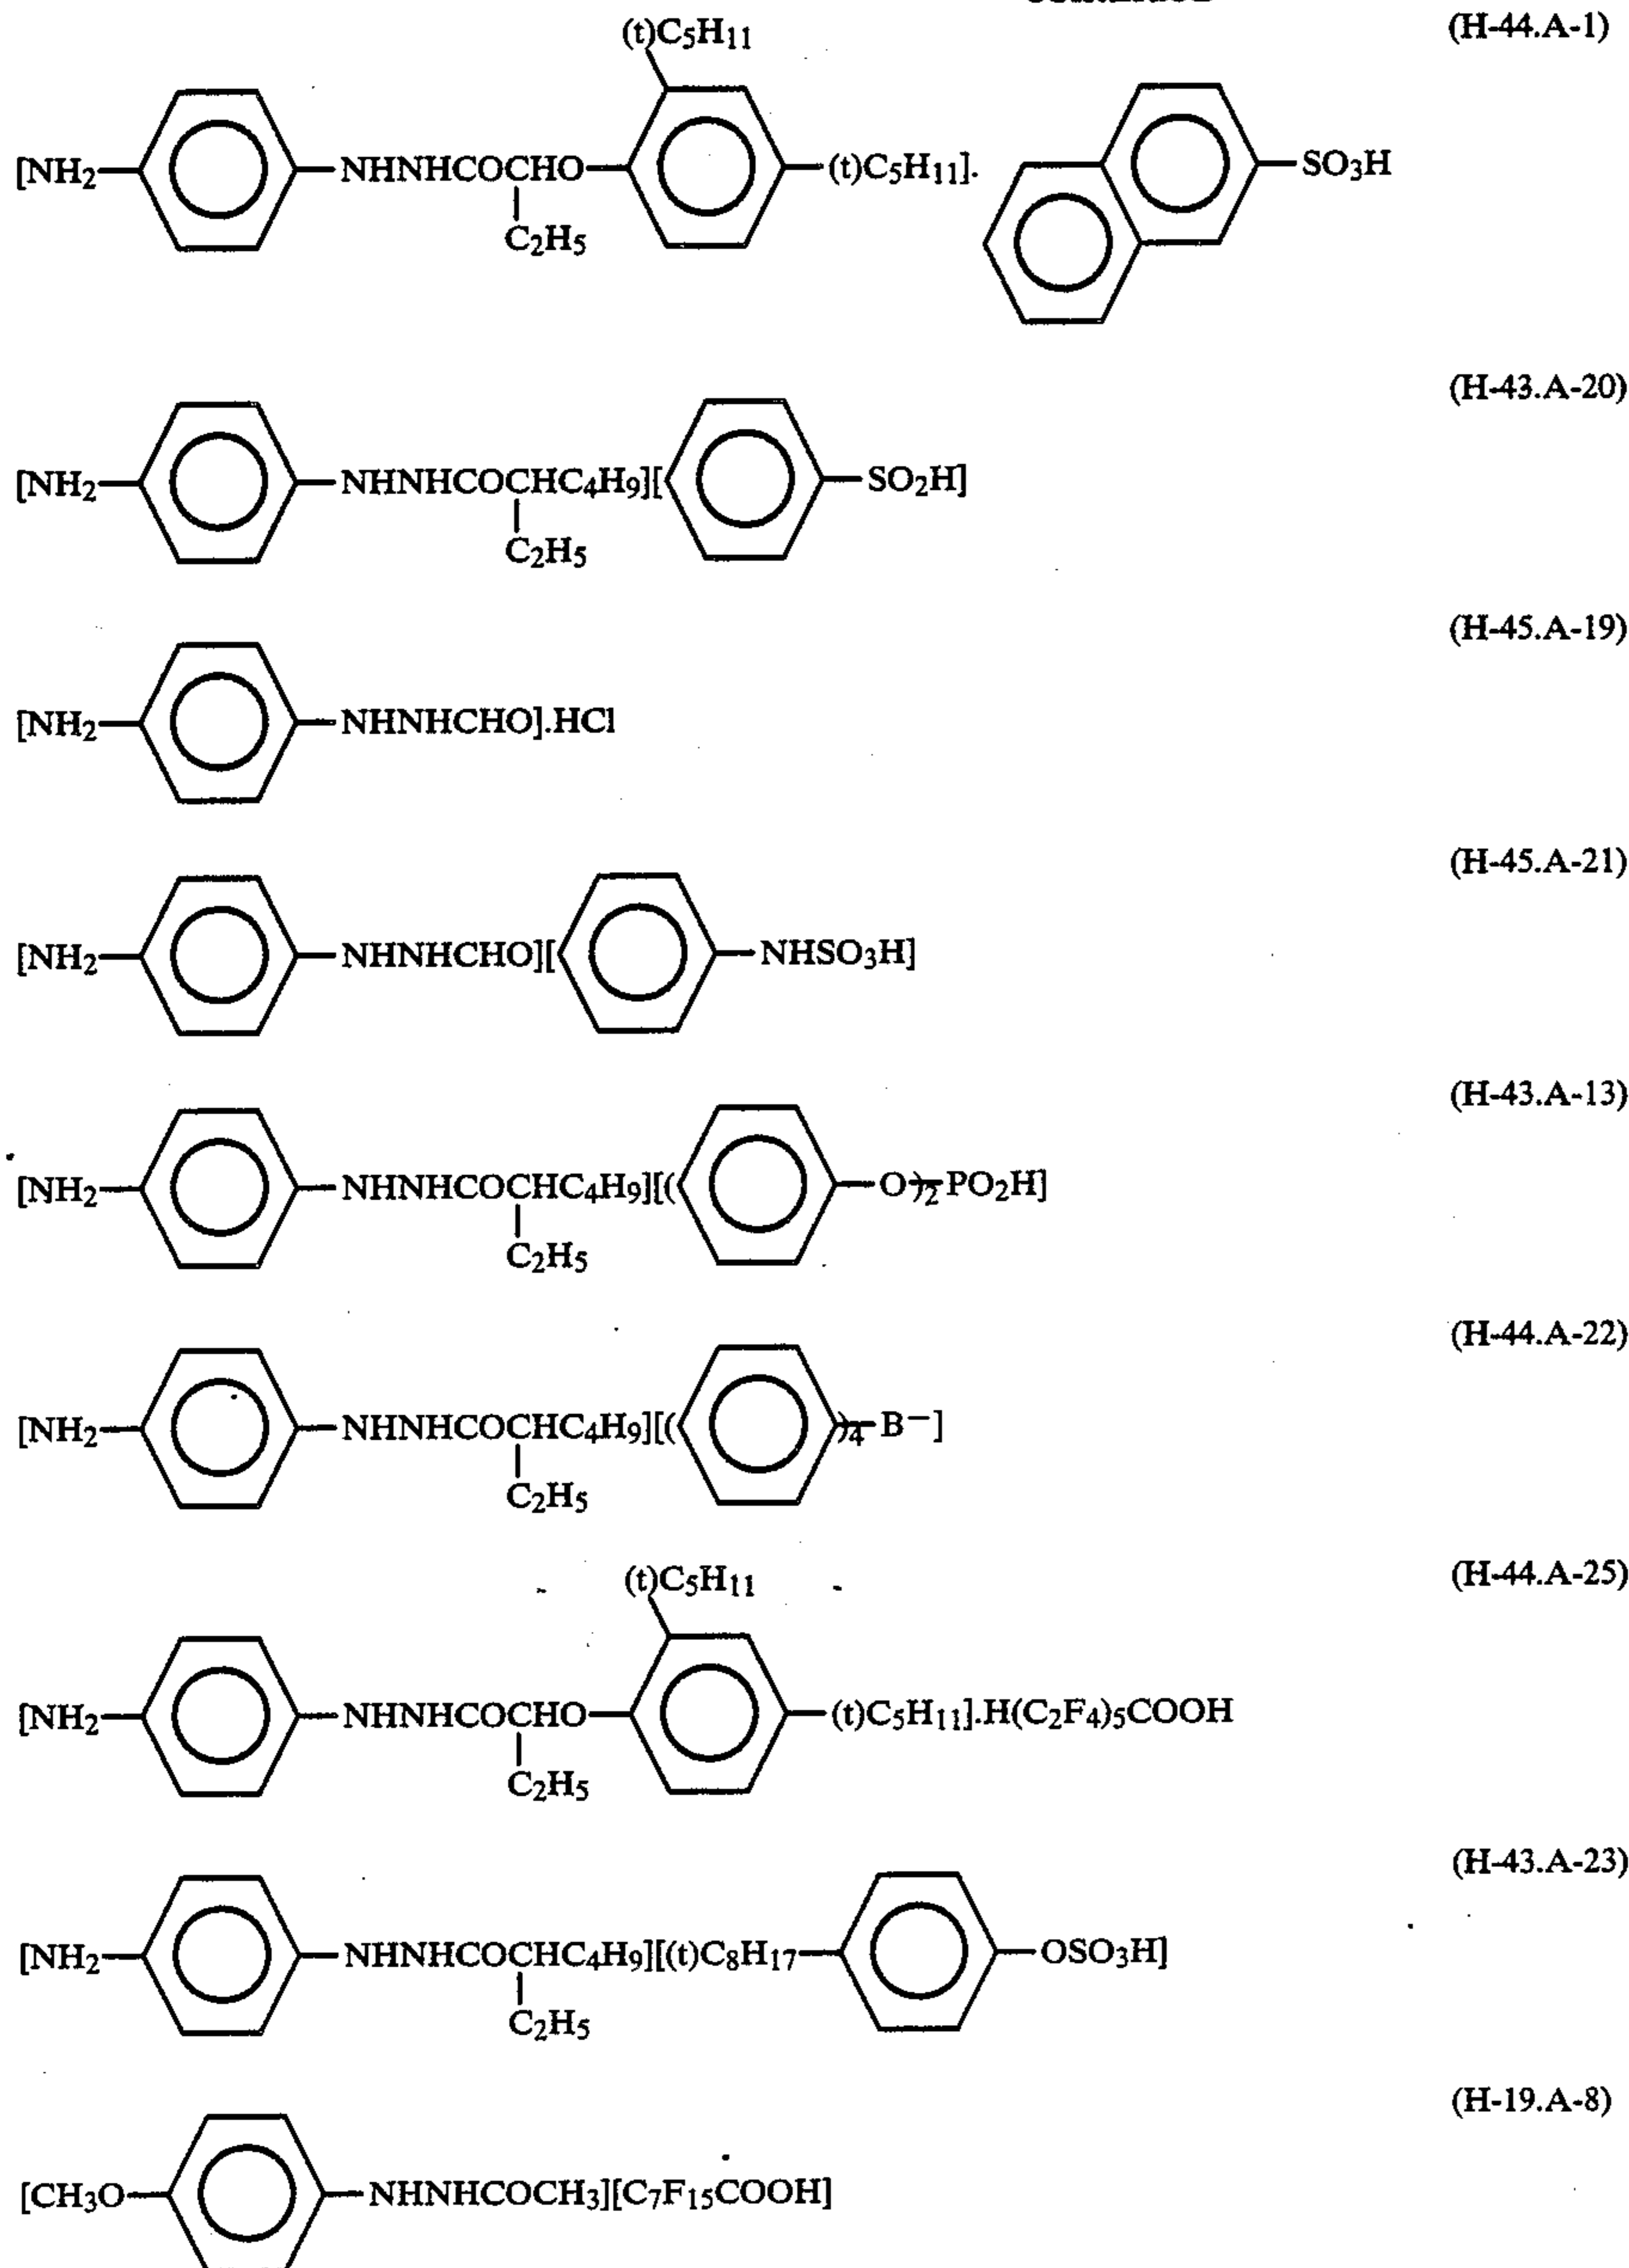 (t)C5H11 (H-44.A-1)
[NH2 NHNHCOCHO (t)C5H11]. SO3H
C2H5
(H-43.A-20)
[NH2 NHNHCOCHC4H9][ SO2H]
C2H5
(H-45.A-19)
[NH2 NHNHCHO].HCl
(H-45.A-21)
[NH2 NHNHCHO][ NHSO3H]
(H-43.A-13)
[NH2 NHNHCOCHC4H9][( O)2 PO2H]
C2H5
(H-44.A-22)
[NH2 NHNHCOCHC4H9][( )4 B−]
C2H5
(t)C5H11 (H-44.A-25)
[NH2 NHNHCOCHO (t)C5H11].H(C2F4)5COOH
C2H5
(H-43.A-23)
[NH2 NHNHCOCHC4H9][(t)C8H17 OSO3H]
C2H5
(H-19.A-8)
[CH3O NHNHCOCH3][C7F15COOH]